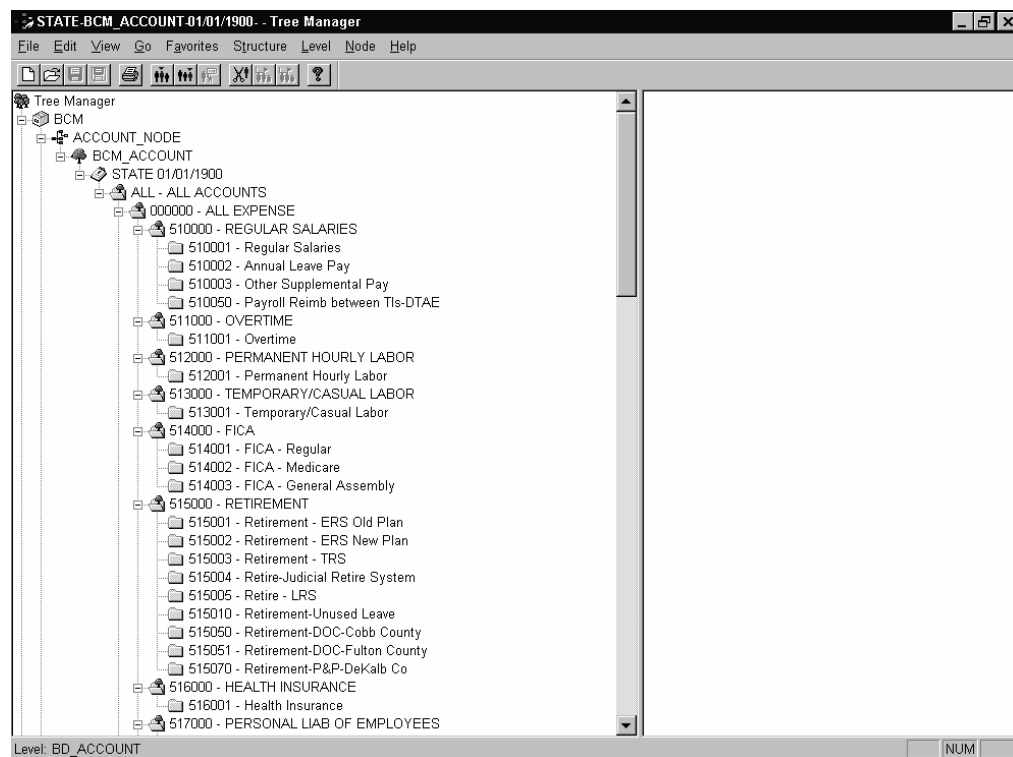 STATE-BCM_ACCOUNT-01/01/1900- - Tree Manager
File Edit View Go Favorites Structure Level Node Help
Tree Manager
BCM
ACCOUNT_NODE
BCM_ACCOUNT
STATE 01/01/1900
ALL - ALL ACCOUNTS
000000 - ALL EXPENSE
510000 - REGULAR SALARIES
510001 - Regular Salaries
510002 - Annual Leave Pay
510003 - Other Supplemental Pay
510050 - Payroll Reimb between TIs-DTAE
511000 - OVERTIME
511001 - Overtime
512000 - PERMANENT HOURLY LABOR
512001 - Permanent Hourly Labor
513000 - TEMPORARY/CASUAL LABOR
513001 - Temporary/Casual Labor
514000 - FICA
514001 - FICA - Regular
514002 - FICA - Medicare
514003 - FICA - General Assembly
515000 - RETIREMENT
515001 - Retirement - ERS Old Plan
515002 - Retirement - ERS New Plan
515003 - Retirement - TRS
515004 - Retire-Judicial Retire System
515005 - Retire - LRS
515010 - Retirement-Unused Leave
515050 - Retirement-DOC-Cobb County
515051 - Retirement-DOC-Fulton County
515070 - Retirement-P&P-DeKalb Co
516000 - HEALTH INSURANCE
516001 - Health Insurance
517000 - PERSONAL LIAB OF EMPLOYEES
Level: BD_ACCOUNT NUM